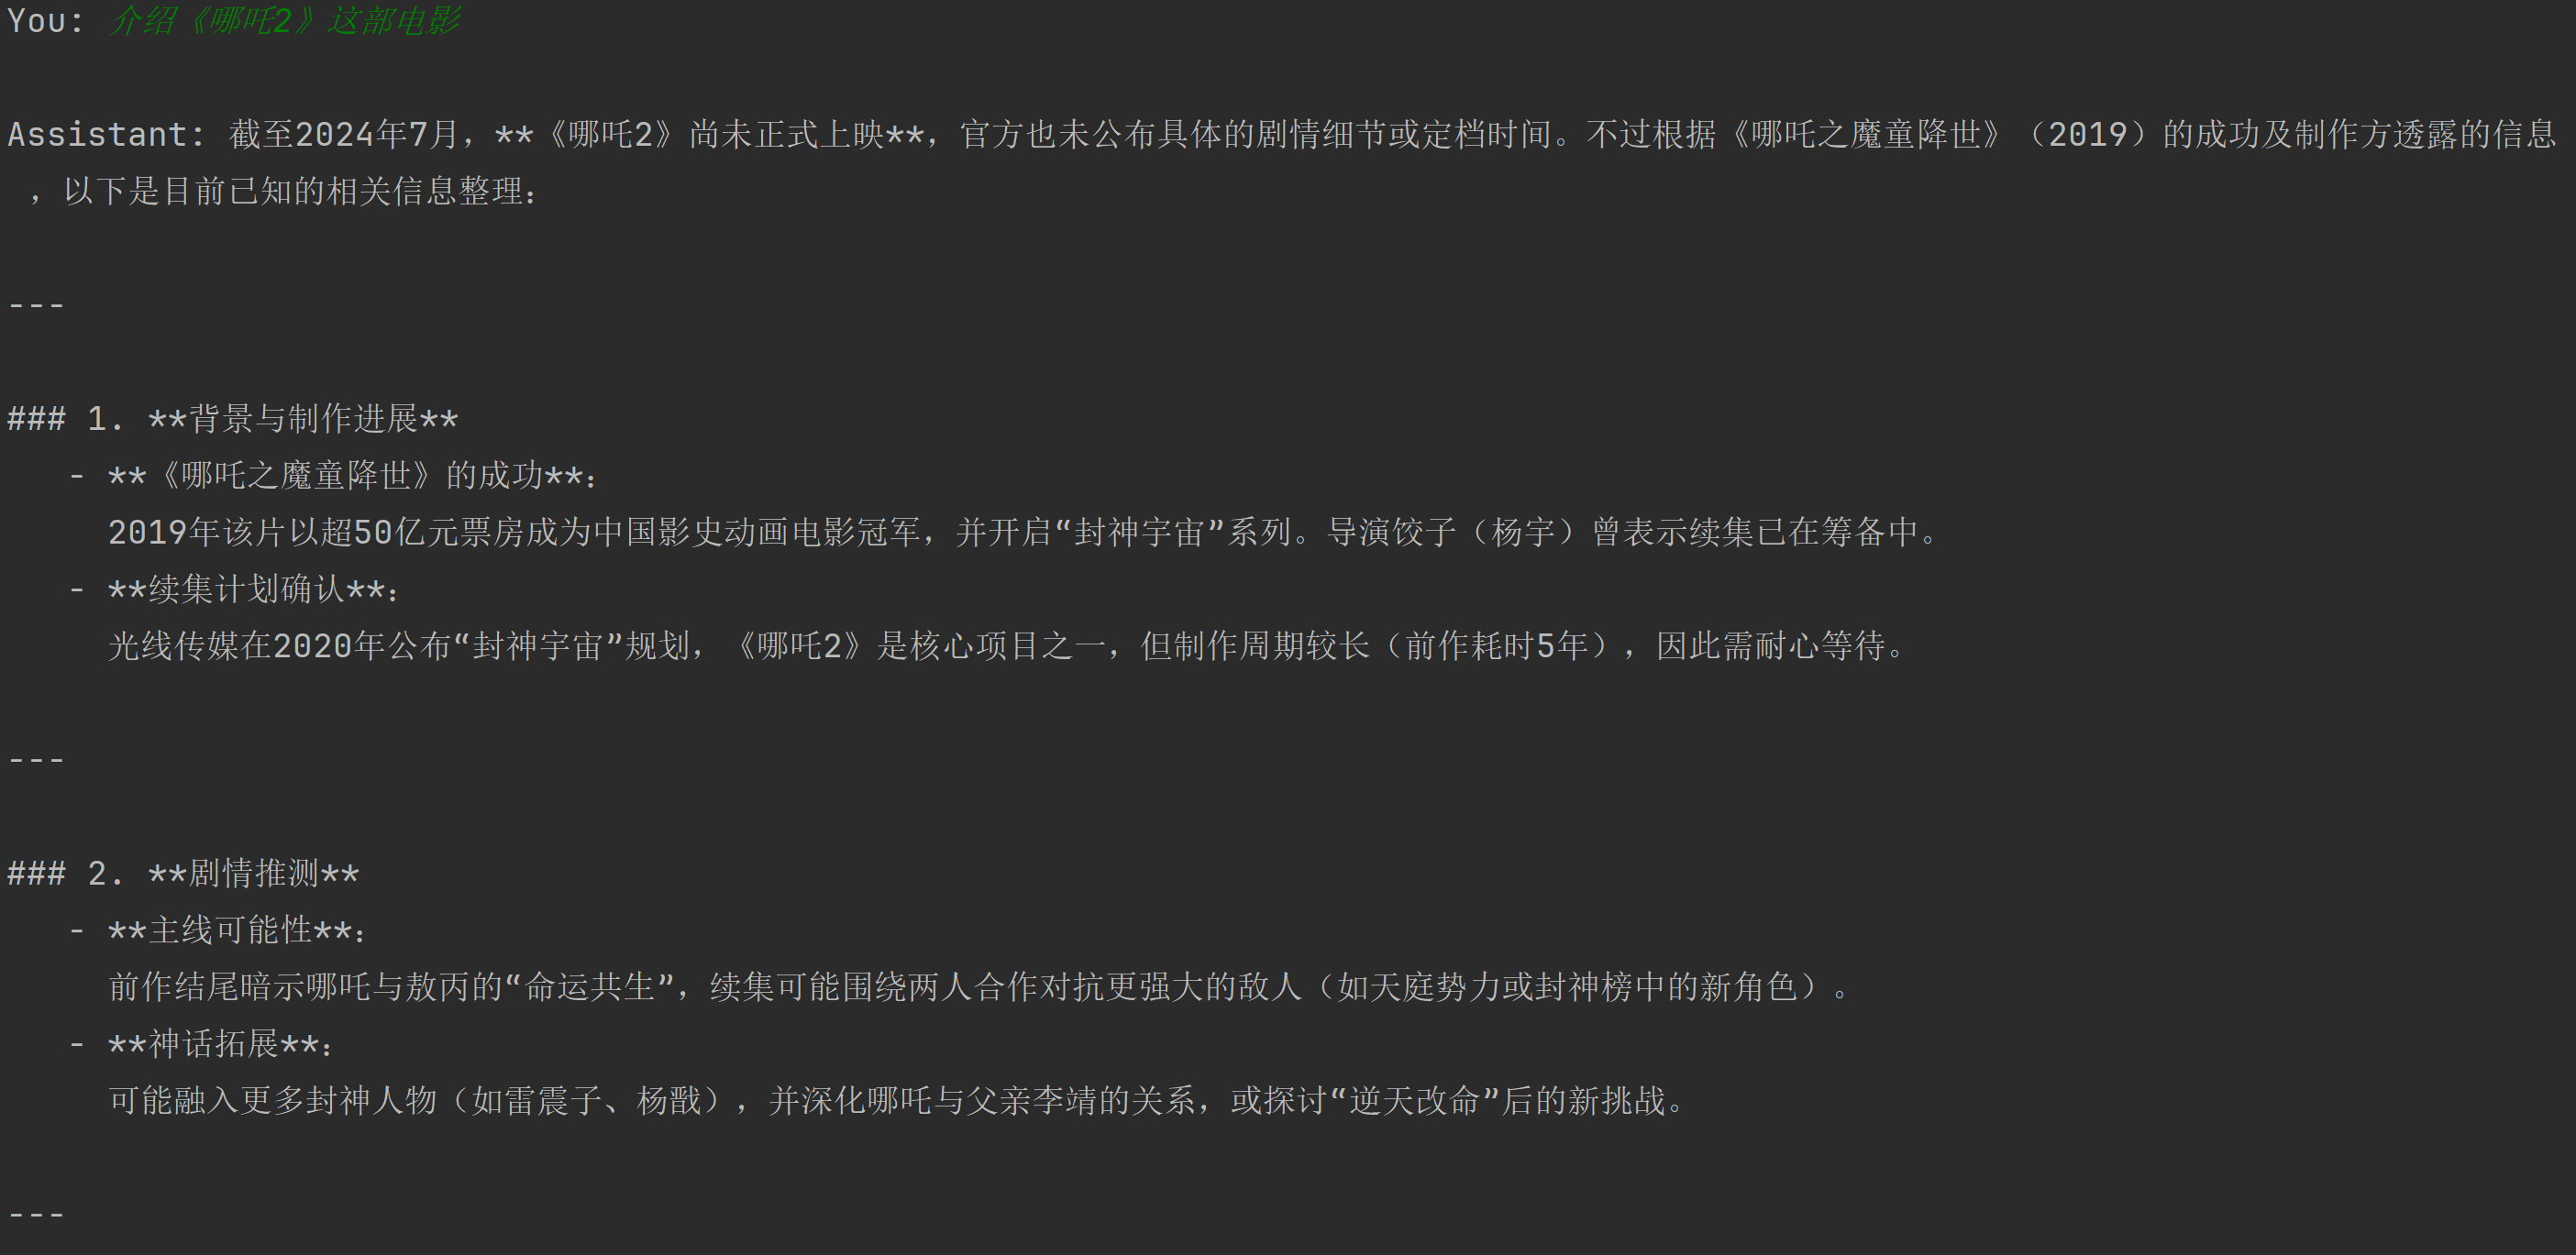 You: 介绍《哪吒2》这部电影
Assistant: 截至2024年7月，**《哪吒2》尚未正式上映**，官方也未公布具体的剧情细节或定档时间。不过根据《哪吒之魔童降世》（2019）的成功及制作方透露的信息
，以下是目前已知的相关信息整理：
---
### 1. **背景与制作进展**
- **《哪吒之魔童降世》的成功**：
2019年该片以超50亿元票房成为中国影史动画电影冠军，并开启“封神宇宙”系列。导演饺子（杨宇）曾表示续集已在筹备中。
- **续集计划确认**：
光线传媒在2020年公布“封神宇宙”规划，《哪吒2》是核心项目之一，但制作周期较长（前作耗时5年），因此需耐心等待。
---
### 2. **剧情推测**
- **主线可能性**：
前作结尾暗示哪吒与敖丙的“命运共生”，续集可能围绕两人合作对抗更强大的敌人（如天庭势力或封神榜中的新角色）。
- **神话拓展**：
可能融入更多封神人物（如雷震子、杨戬），并深化哪吒与父亲李靖的关系，或探讨“逆天改命”后的新挑战。
---